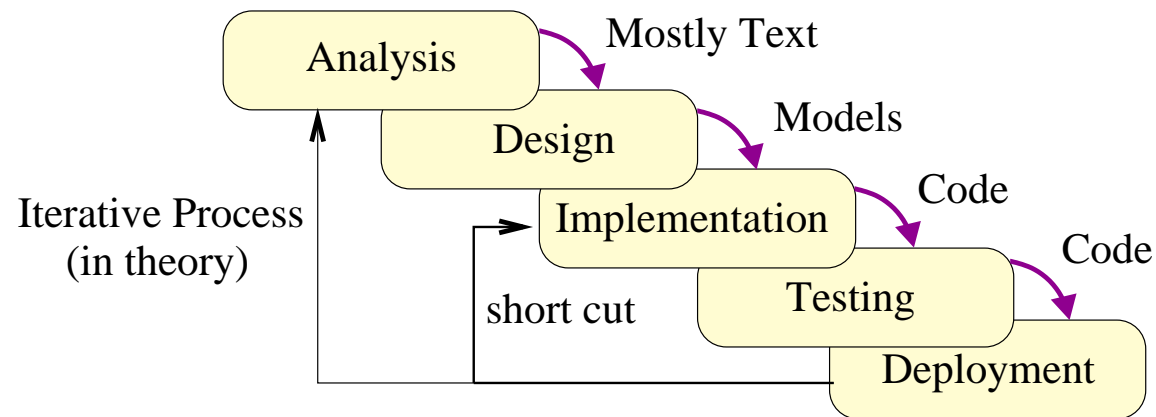 Mostly Text
Analysis
Models
Design
Code
Iterative Process
(in theory)
Implementation
Code
Testing
short cut
Deployment